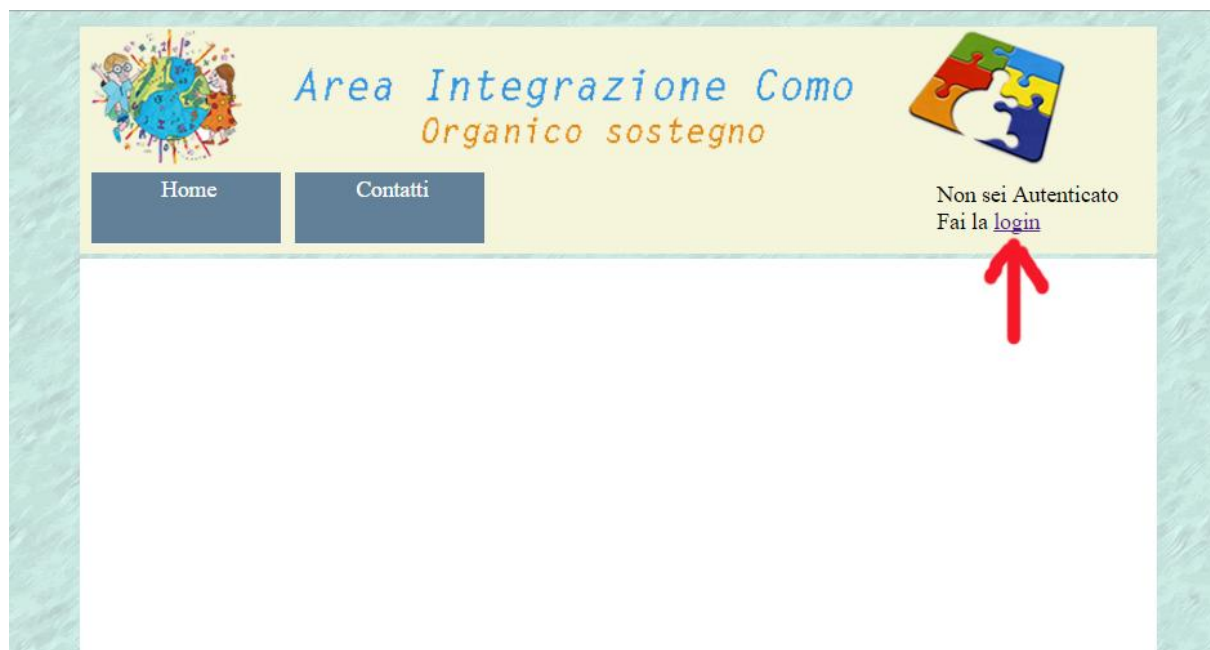 Area Integrazione Como
Organico sostegno
Home
Contatti
Non sei Autenticato
Fai la login